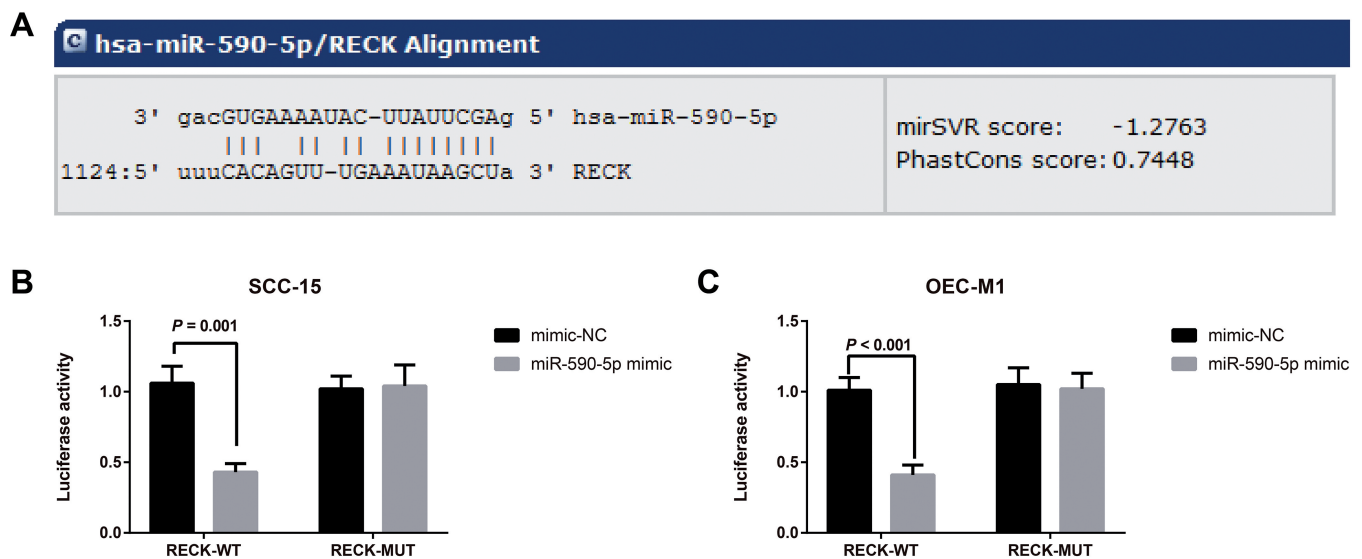 A
C hsa-miR-590-5p/RECK Alignment
3' gacGUGAAAAUAC-UUAUUCGAg 5' hsa-miR-590-5p
||| || || ||||||||
1124:5' uuuCACAGUU-UGAAAUAAGCUa 3' RECK
mirSVR score: -1.2763
PhastCons score: 0.7448
B
SCC-15
Luciferase activity
1.5
1.0
0.5
0.0
P = 0.001
RECK-WT
RECK-MUT
mimic-NC
miR-590-5p mimic
C
OEC-M1
Luciferase activity
1.5
1.0
0.5
0.0
P < 0.001
RECK-WT
RECK-MUT
mimic-NC
miR-590-5p mimic